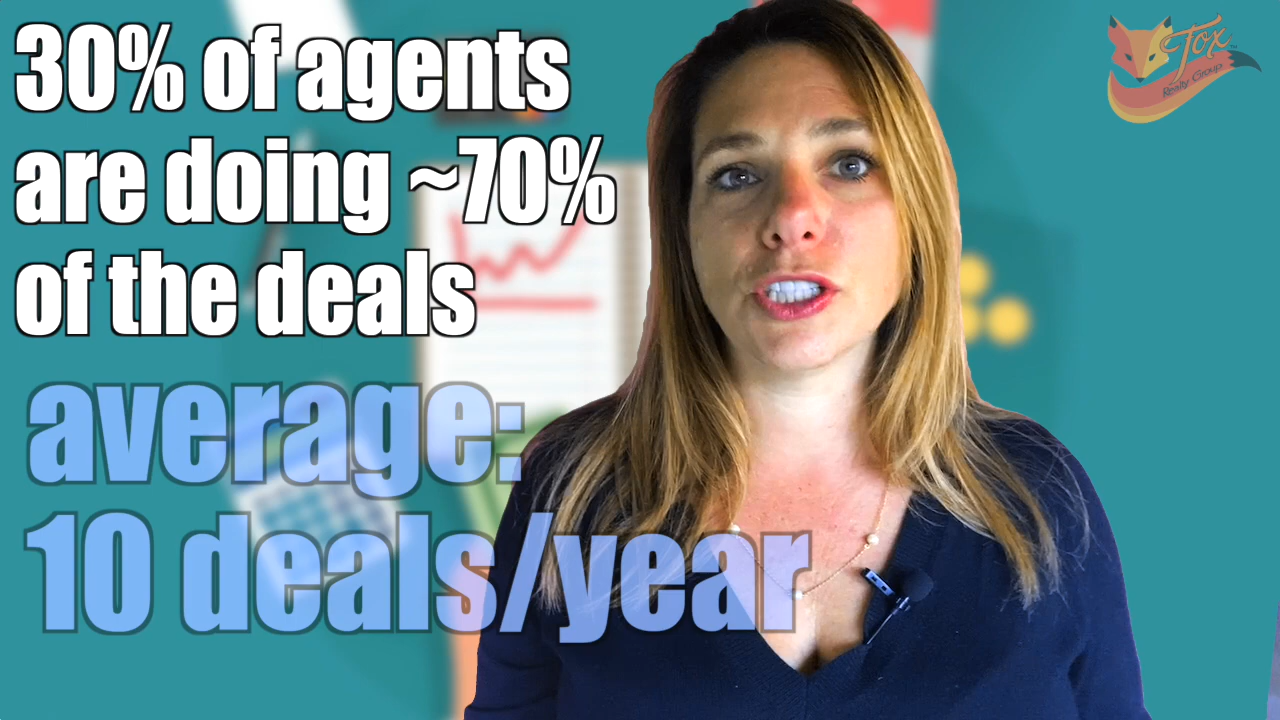 30% of agents
are doing ~70%
of the deals
average:
10 deals/year
Fox
Realty Group